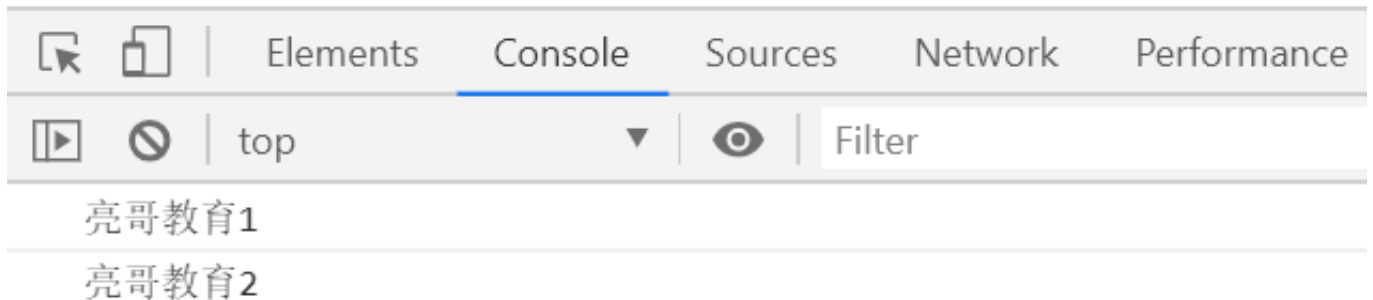 Elements Console Sources Network Performance
top Filter
亮哥教育1
亮哥教育2